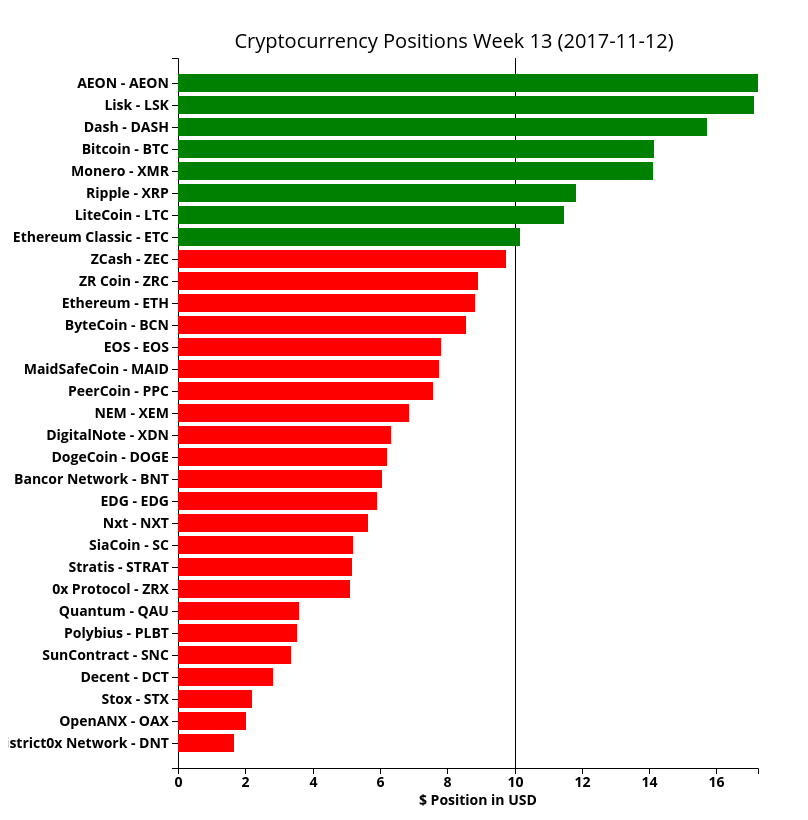 Cryptocurrency Positions Week 13 (2017-11-12)
AEON - AEON
Lisk - LSK
Dash - DASH
Bitcoin - BTC
Monero - XMR
Ripple - XRP
LiteCoin - LTC
Ethereum Classic - ETC
ZCash - ZEC
ZR Coin - ZRC
Ethereum - ETH
ByteCoin - BCN
EOS - EOS
MaidSafeCoin - MAID
PeerCoin - PPC
NEM - XEM
DigitalNote - XDN
DogeCoin - DOGE
Bancor Network - BNT
EDG - EDG
Nxt - NXT
SiaCoin - SC
Stratis - STRAT
0x Protocol - ZRX
Quantum - QAU
Polybius - PLBT
SunContract - SNC
Decent - DCT
Stox - STX
OpenANX - OAX
strict0x Network - DNT
0 2 4 6 8 10 12 14 16
$ Position in USD